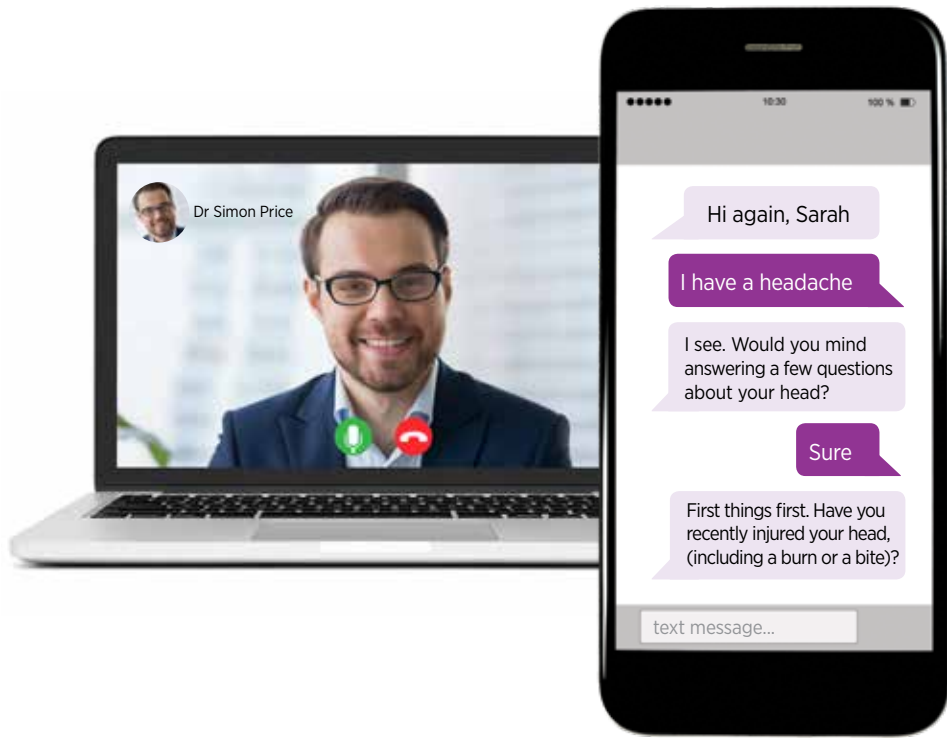 Dr Simon Price
10:30
100 %
Hi again, Sarah
I have a headache
I see. Would you mind
answering a few questions
about your head?
Sure
First things first. Have you
recently injured your head,
(including a burn or a bite)?
text message...